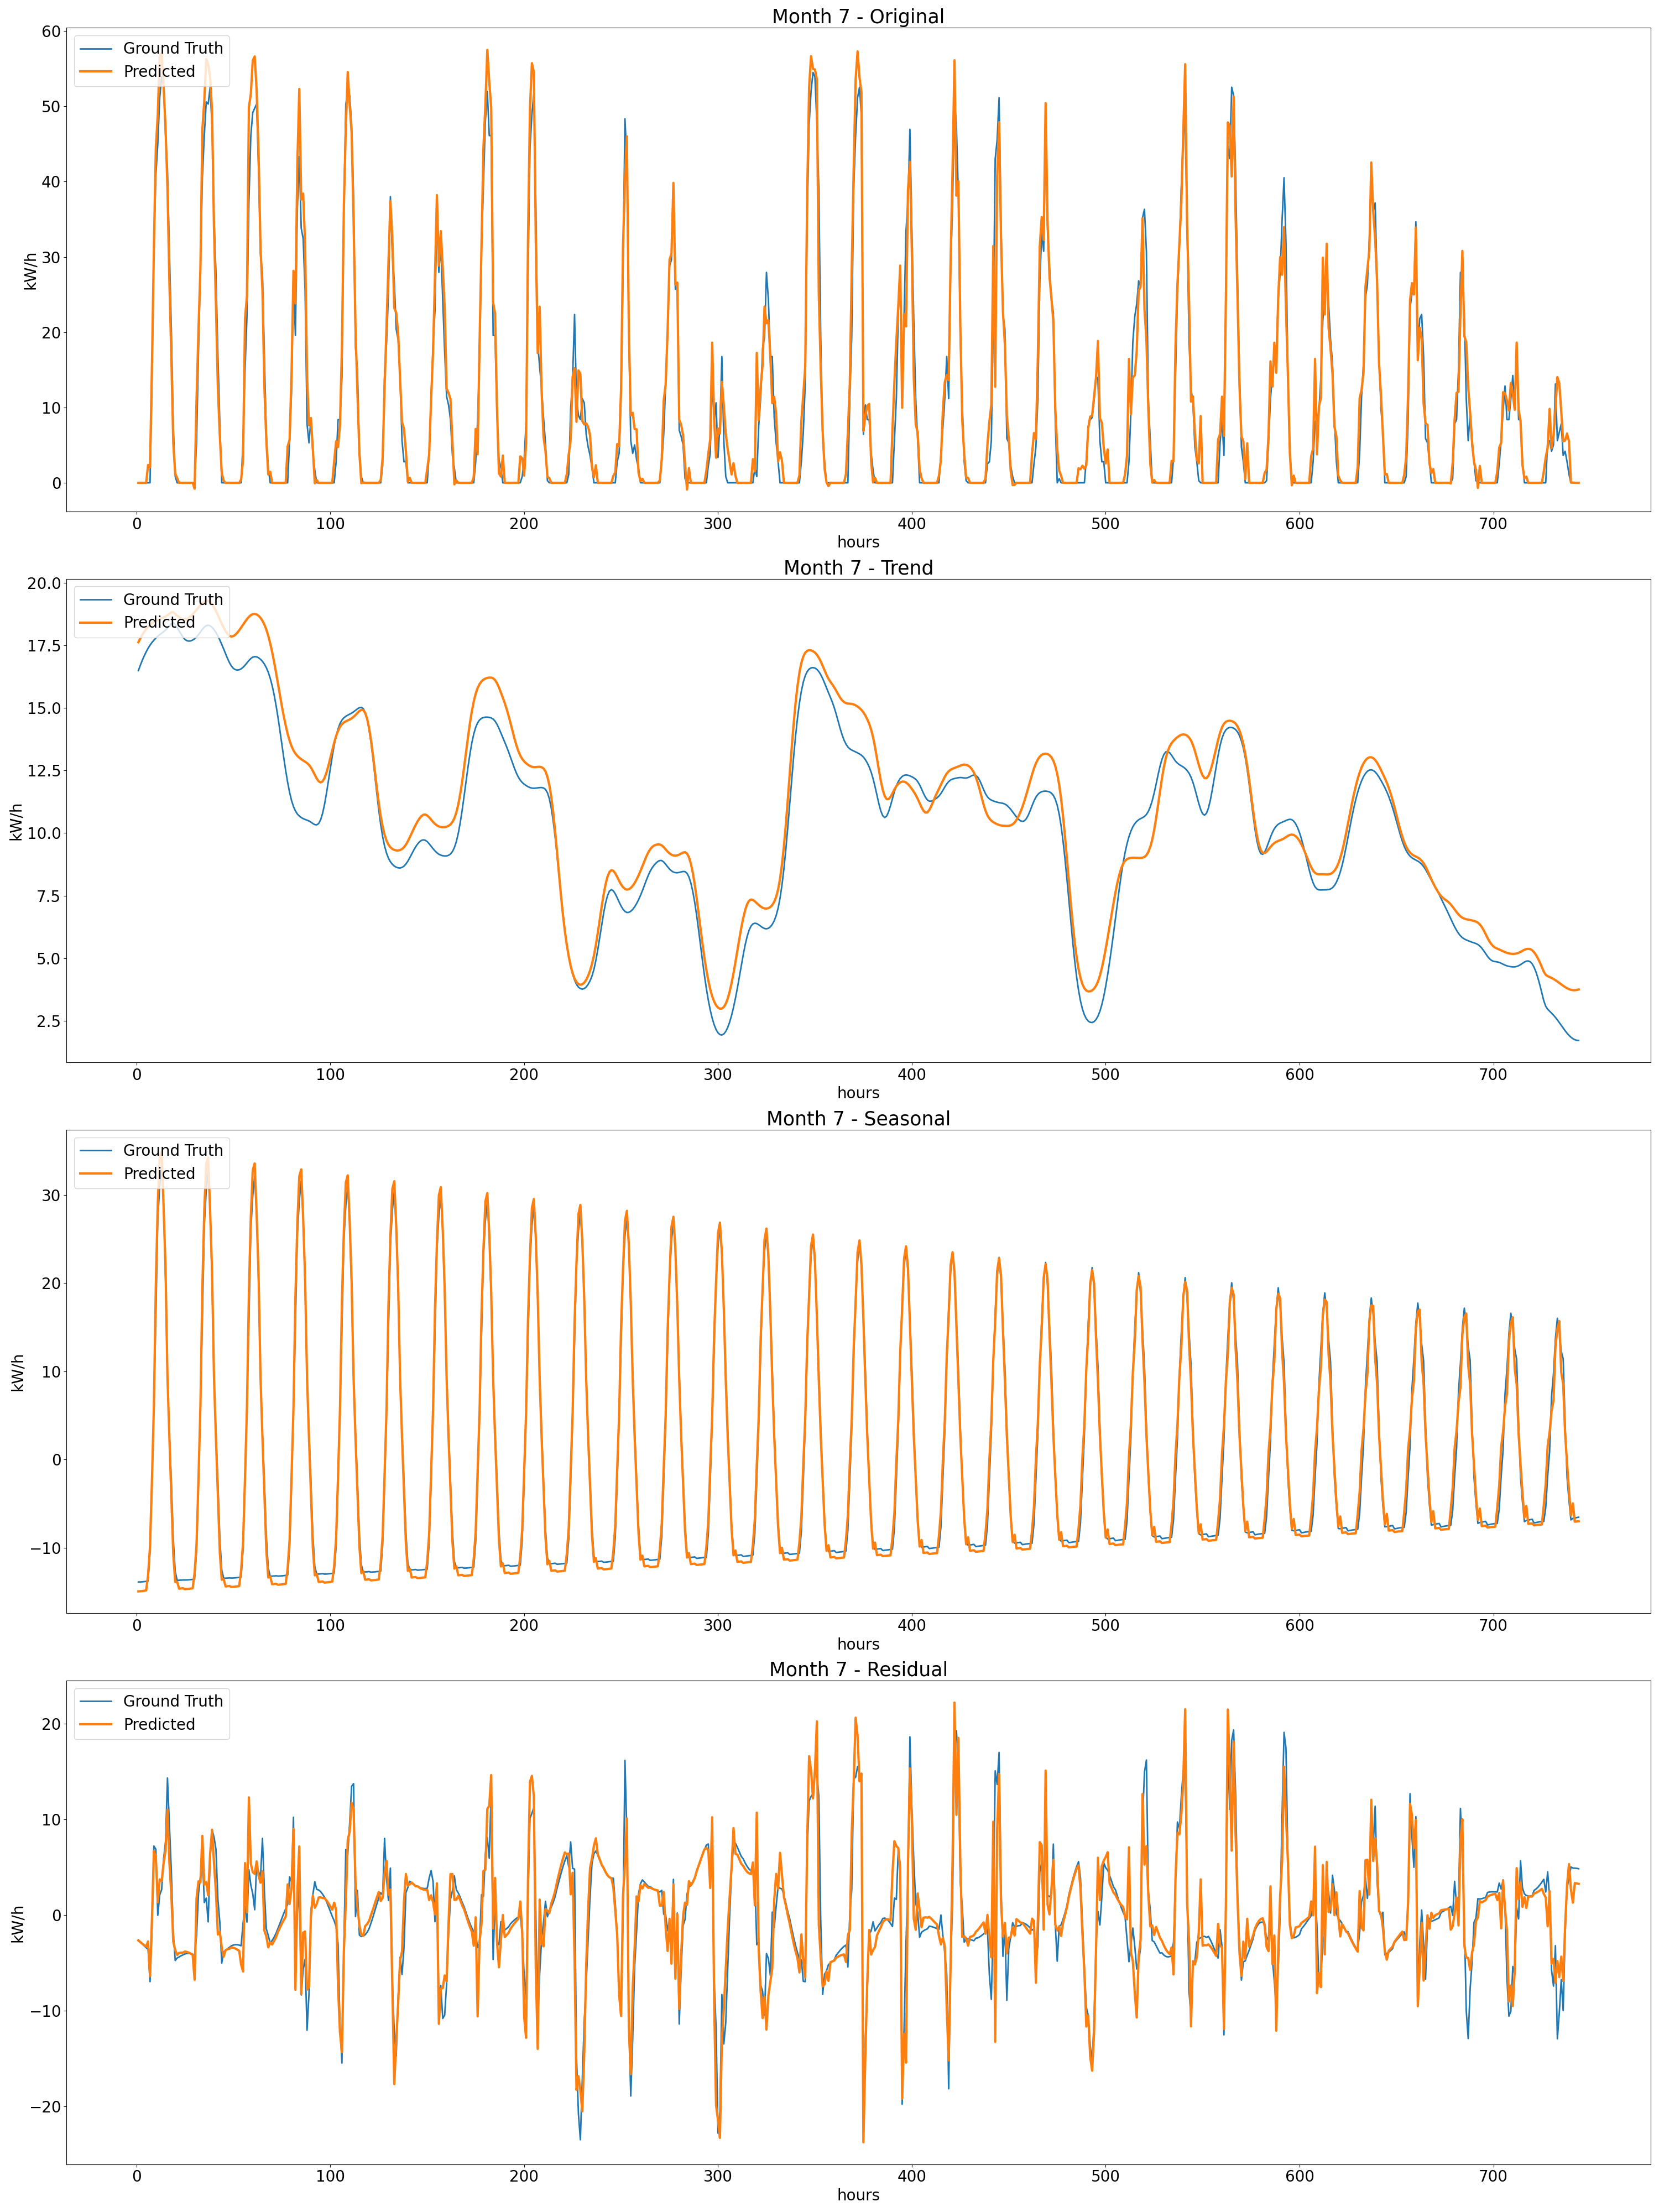 Month 7 - Original
Ground Truth
Predicted
60
50
40
30
20
10
0
kW/h
0 100 200 300 400 500 600 700
hours
Month 7 - Trend
Ground Truth
Predicted
20.0
17.5
15.0
12.5
10.0
7.5
5.0
2.5
kW/h
0 100 200 300 400 500 600 700
hours
Month 7 - Seasonal
Ground Truth
Predicted
30
20
10
0
−10
kW/h
0 100 200 300 400 500 600 700
hours
Month 7 - Residual
Ground Truth
Predicted
20
10
0
−10
−20
kW/h
0 100 200 300 400 500 600 700
hours